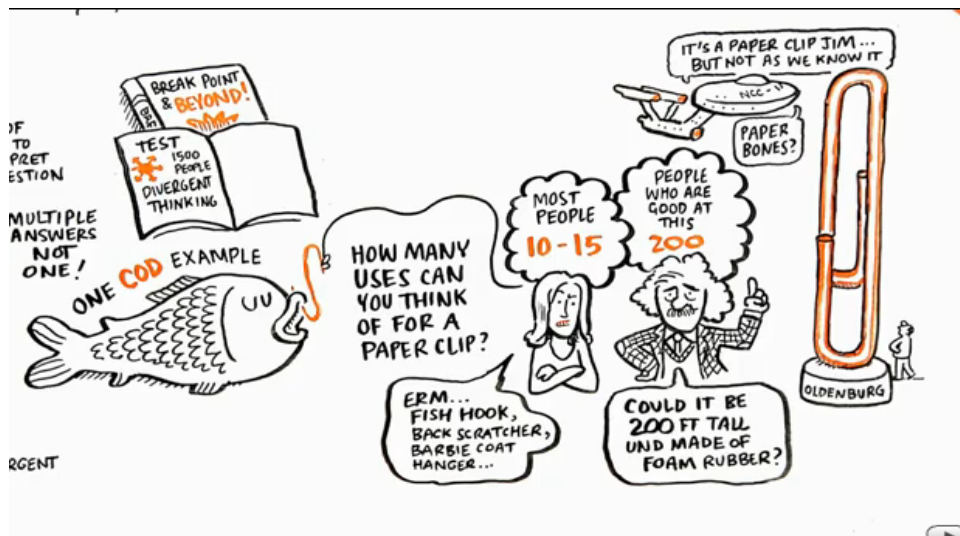 OF
TO
PRET
ESTION
MULTIPLE
ANSWERS
NOT
ONE!
BREAK POINT
& BEYOND!
TEST
1500
PEOPLE
DIVERGENT
THINKING
ONE COD EXAMPLE
HOW MANY
USES CAN
YOU THINK
OF FOR A
PAPER CLIP?
MOST
PEOPLE
10-15
PEOPLE
WHO ARE
GOOD AT
THIS
200
IT'S A PAPER CLIP JIM...
BUT NOT AS WE KNOW IT
NCC-1
PAPER
BONES?
OLDENBURG
ERM...
FISH HOOK,
BACK SCRATCHER,
BARBIE COAT
HANGER...
COULD IT BE
200 FT TALL
UND MADE OF
FOAM RUBBER?
RGENT